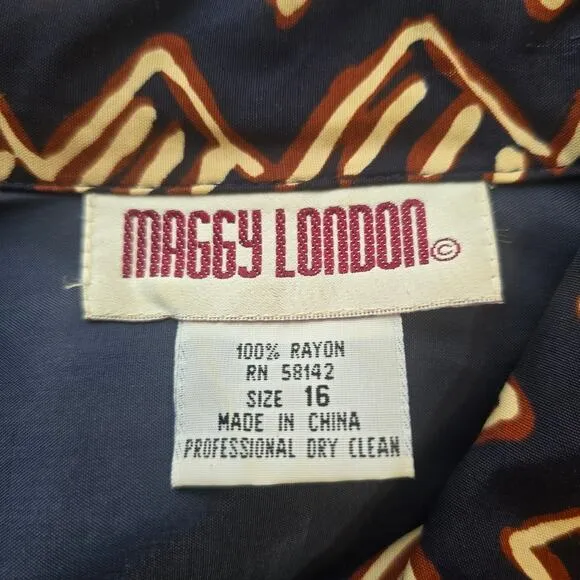 MAGGY LONDON©
100% RAYON
RN 58142
SIZE 16
MADE IN CHINA
PROFESSIONAL DRY CLEAN